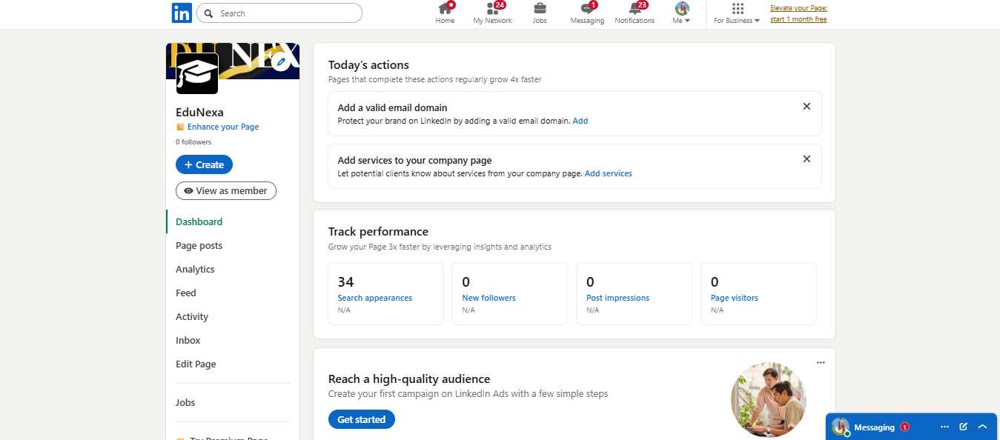 in
Search
Home
24
My Network
Jobs
1
Messaging
23
Notifications
Me
For Business
Elevate your Page:
start 1 month free
EduNexa
Enhance your Page
0 followers
+ Create
View as member
Dashboard
Page posts
Analytics
Feed
Activity
Inbox
Edit Page
Jobs
Try Premium Page
Today's actions
Pages that complete these actions regularly grow 4x faster
Add a valid email domain
Protect your brand on LinkedIn by adding a valid email domain. Add
Add services to your company page
Let potential clients know about services from your company page. Add services
Track performance
Grow your Page 3x faster by leveraging insights and analytics
34
Search appearances
N/A
0
New followers
N/A
0
Post impressions
N/A
0
Page visitors
N/A
Reach a high-quality audience
Create your first campaign on LinkedIn Ads with a few simple steps
Get started
Messaging 1